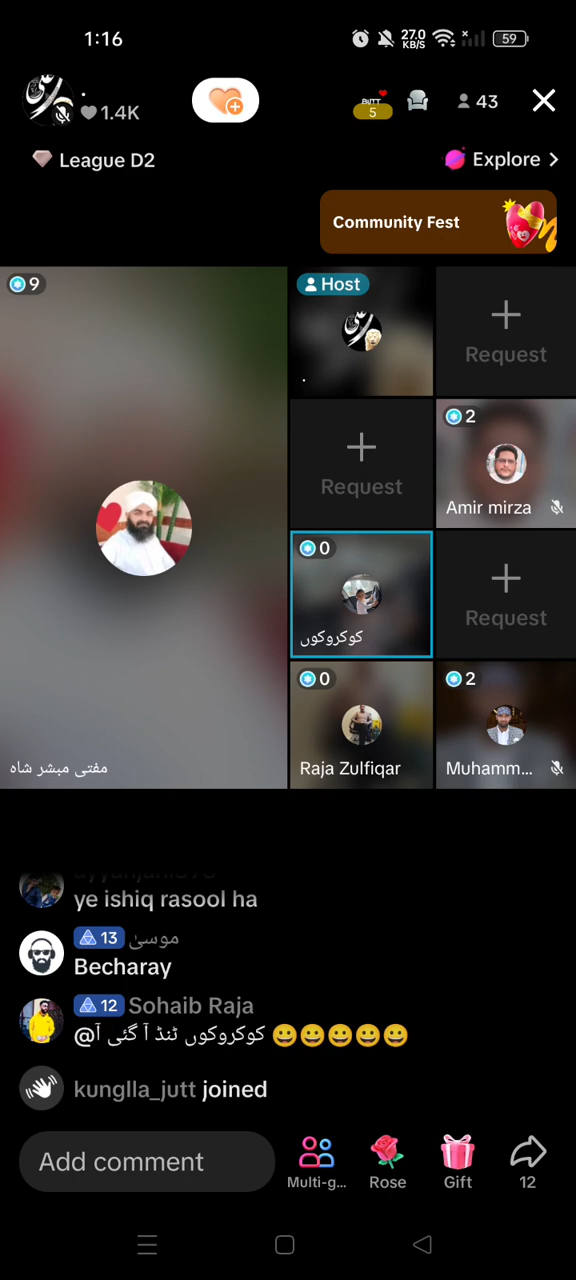 1:16
27.0
KB/S
59
.
1.4K
BUTT
5
43
League D2
Explore
Community Fest
9
Host
.
Request
Request
2
Amir mirza
0
کوکروکوں
Request
مفتی مبشر شاہ
0
Raja Zulfiqar
2
Muhamm...
ye ishiq rasool ha
13 موسیٰ
Becharay
12 Sohaib Raja
@کوکروکوں ٹنڈ آ گئی آ 😀😀😀😀😀
kunglla_jutt joined
Add comment
Multi-g...
Rose
Gift
12